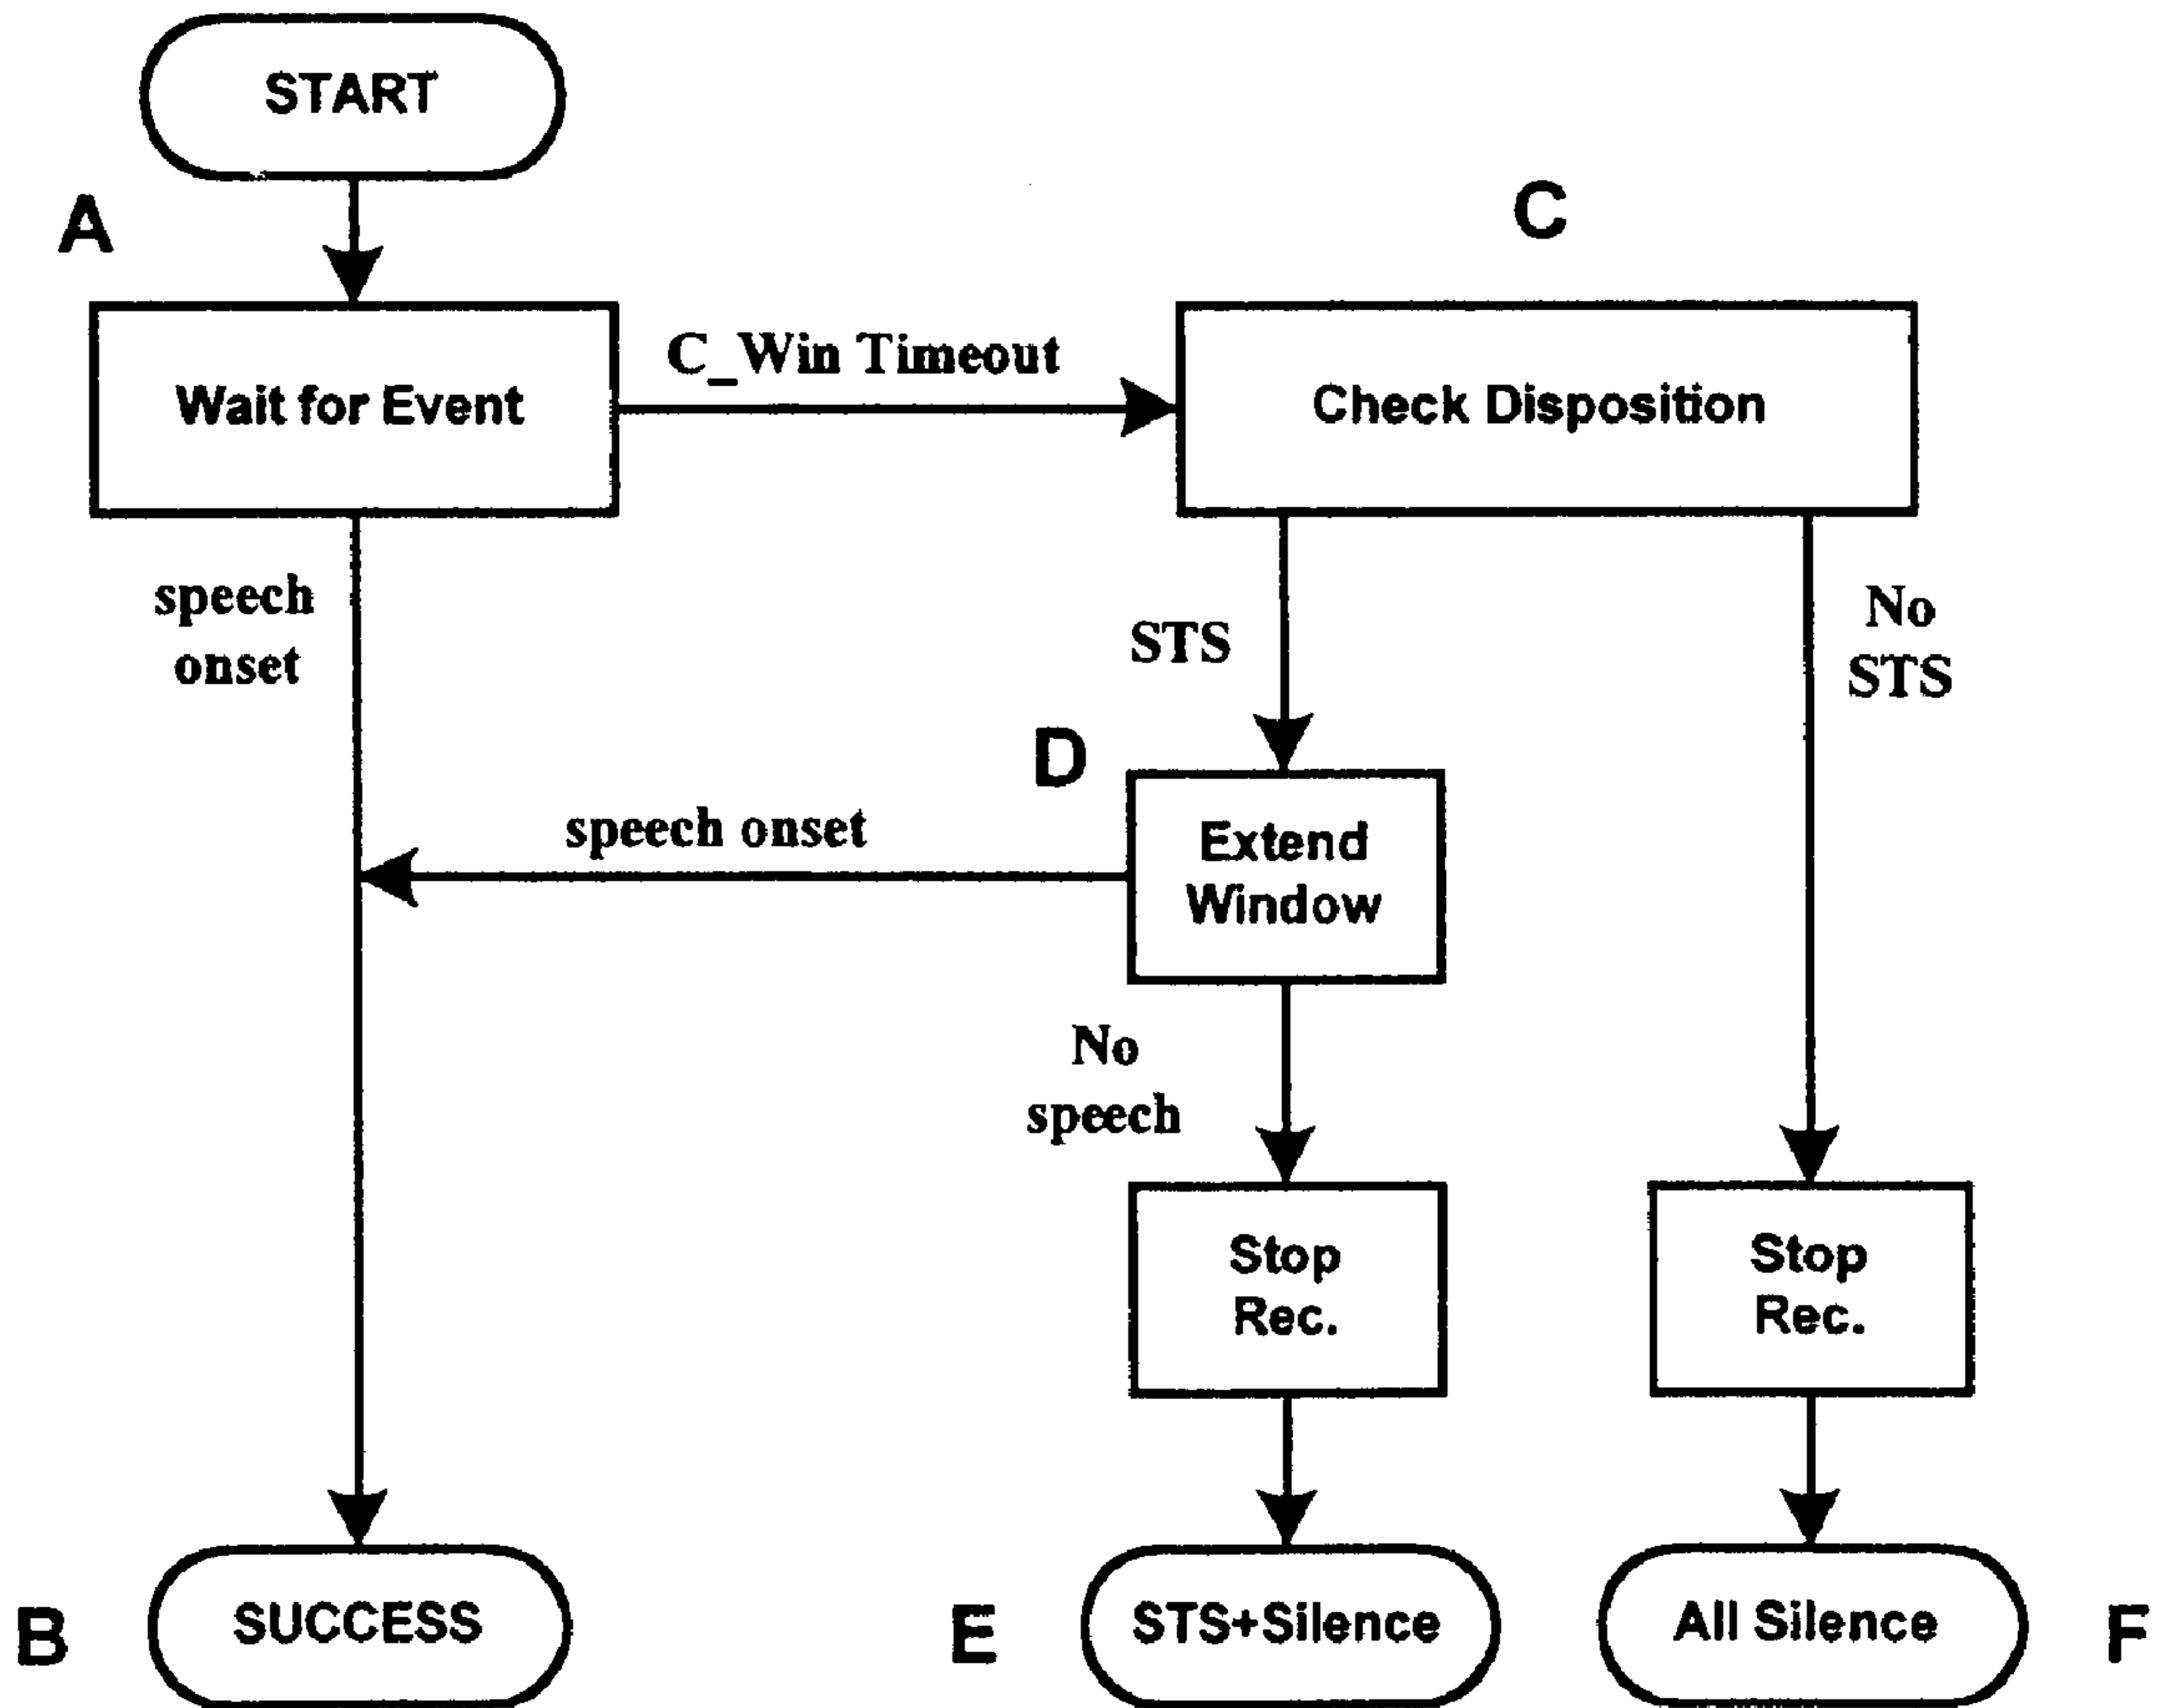 START
A
C
Wait for Event
C_Win Timeout
Check Disposition
speech
onset
STS
No
STS
D
speech onset
Extend
Window
No
speech
Stop
Rec.
Stop
Rec.
B
SUCCESS
E
STS+Silence
All Silence
F